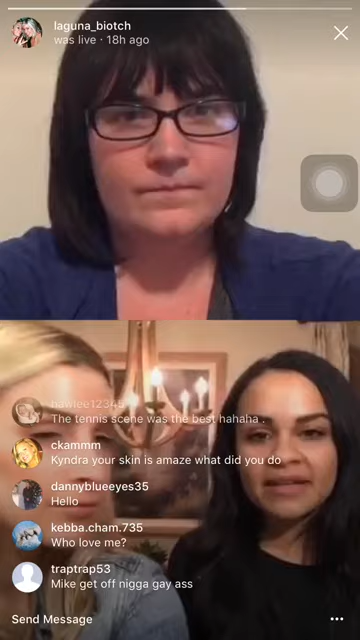 laguna_biotch
was live · 18h ago
bawlee12345
The tennis scene was the best hahaha .
ckammm
Kyndra your skin is amaze what did you do
dannyblueeyes35
Hello
kebba.cham.735
Who love me?
traptrap53
Mike get off nigga gay ass
Send Message